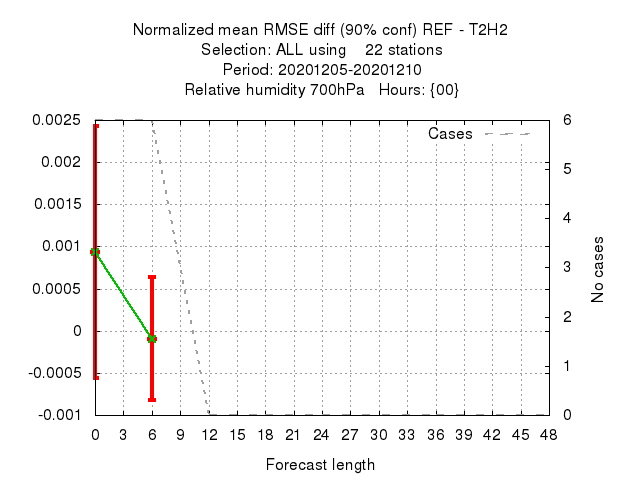 Normalized mean RMSE diff (90% conf) REF - T2H2
Selection: ALL using    22 stations
Period: 20201205-20201210
Relative humidity 700hPa   Hours: {00}
Cases
0.0025
0.002
0.0015
0.001
0.0005
0
-0.0005
-0.001
6
5
4
3
2
1
0
No cases
0 3 6 9 12 15 18 21 24 27 30 33 36 39 42 45 48
Forecast length